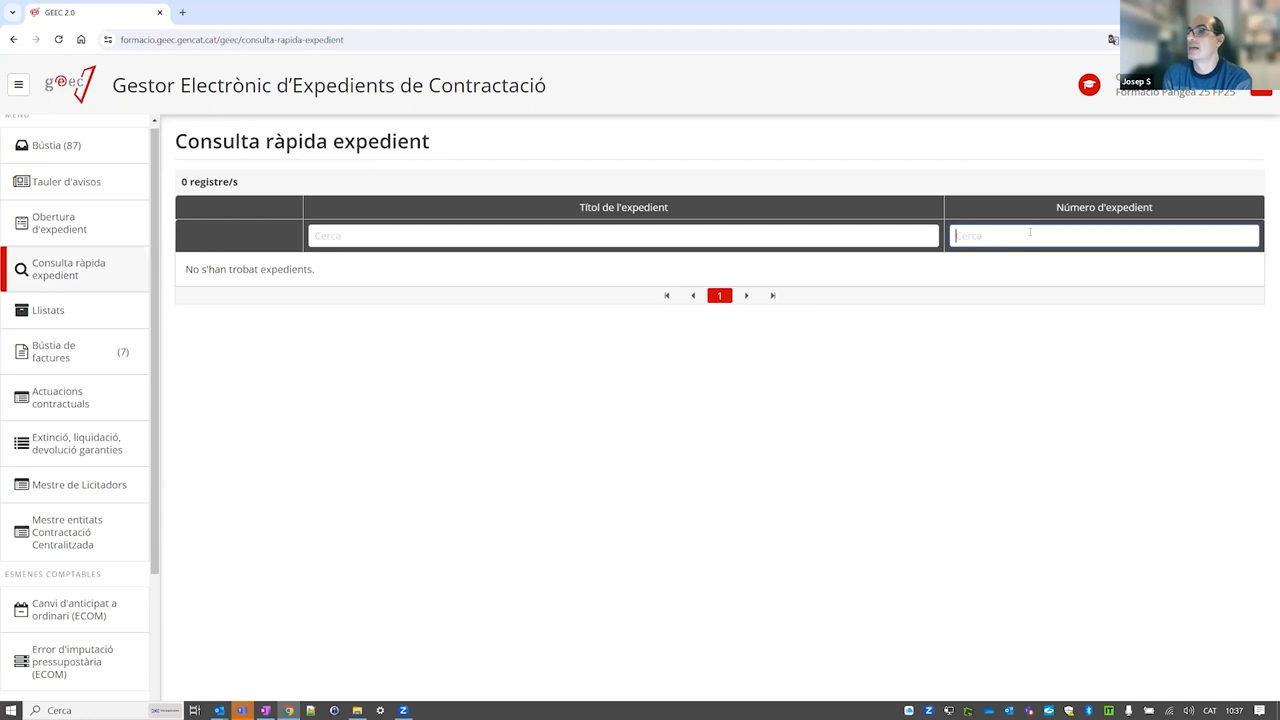 GEEC 2.0
formacio.geec.gencat.cat/geec/consulta-rapida-expedient
Josep S
geec
Gestor Electrònic d'Expedients de Contractació
Formació Pangea 25 FP25
MENÚ
Bústia (87)
Tauler d'avisos
Obertura
d'expedient
Consulta ràpida
expedient
Llistats
Bústia de
factures
(7)
Actuacions
contractuals
Extinció, liquidació,
devolució garanties
Mestre de Licitadors
Mestre entitats
Contractació
Centralitzada
ESMENES COMPTABLES
Canvi d'anticipat a
ordinari (ECOM)
Error d'imputació
pressupostària
(ECOM)
Consulta ràpida expedient
0 registre/s
Títol de l'expedient
Número d'expedient
Cerca
Cerca
No s'han trobat expedients.
1
Cerca
CAT
10:37